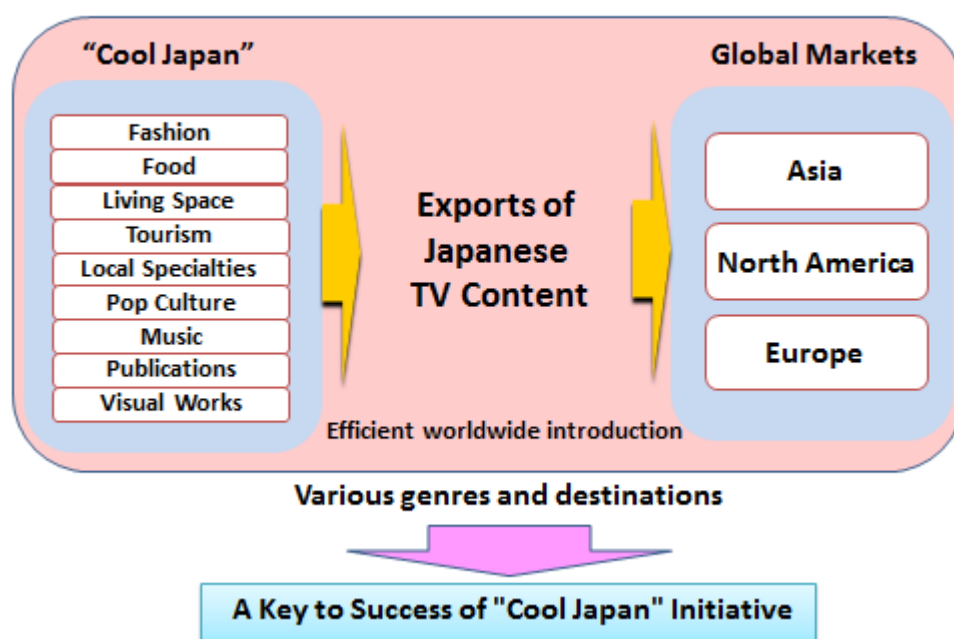 “Cool Japan”
Fashion
Food
Living Space
Tourism
Local Specialties
Pop Culture
Music
Publications
Visual Works
Exports of
Japanese
TV Content
Efficient worldwide introduction
Global Markets
Asia
North America
Europe
Various genres and destinations
A Key to Success of "Cool Japan" Initiative